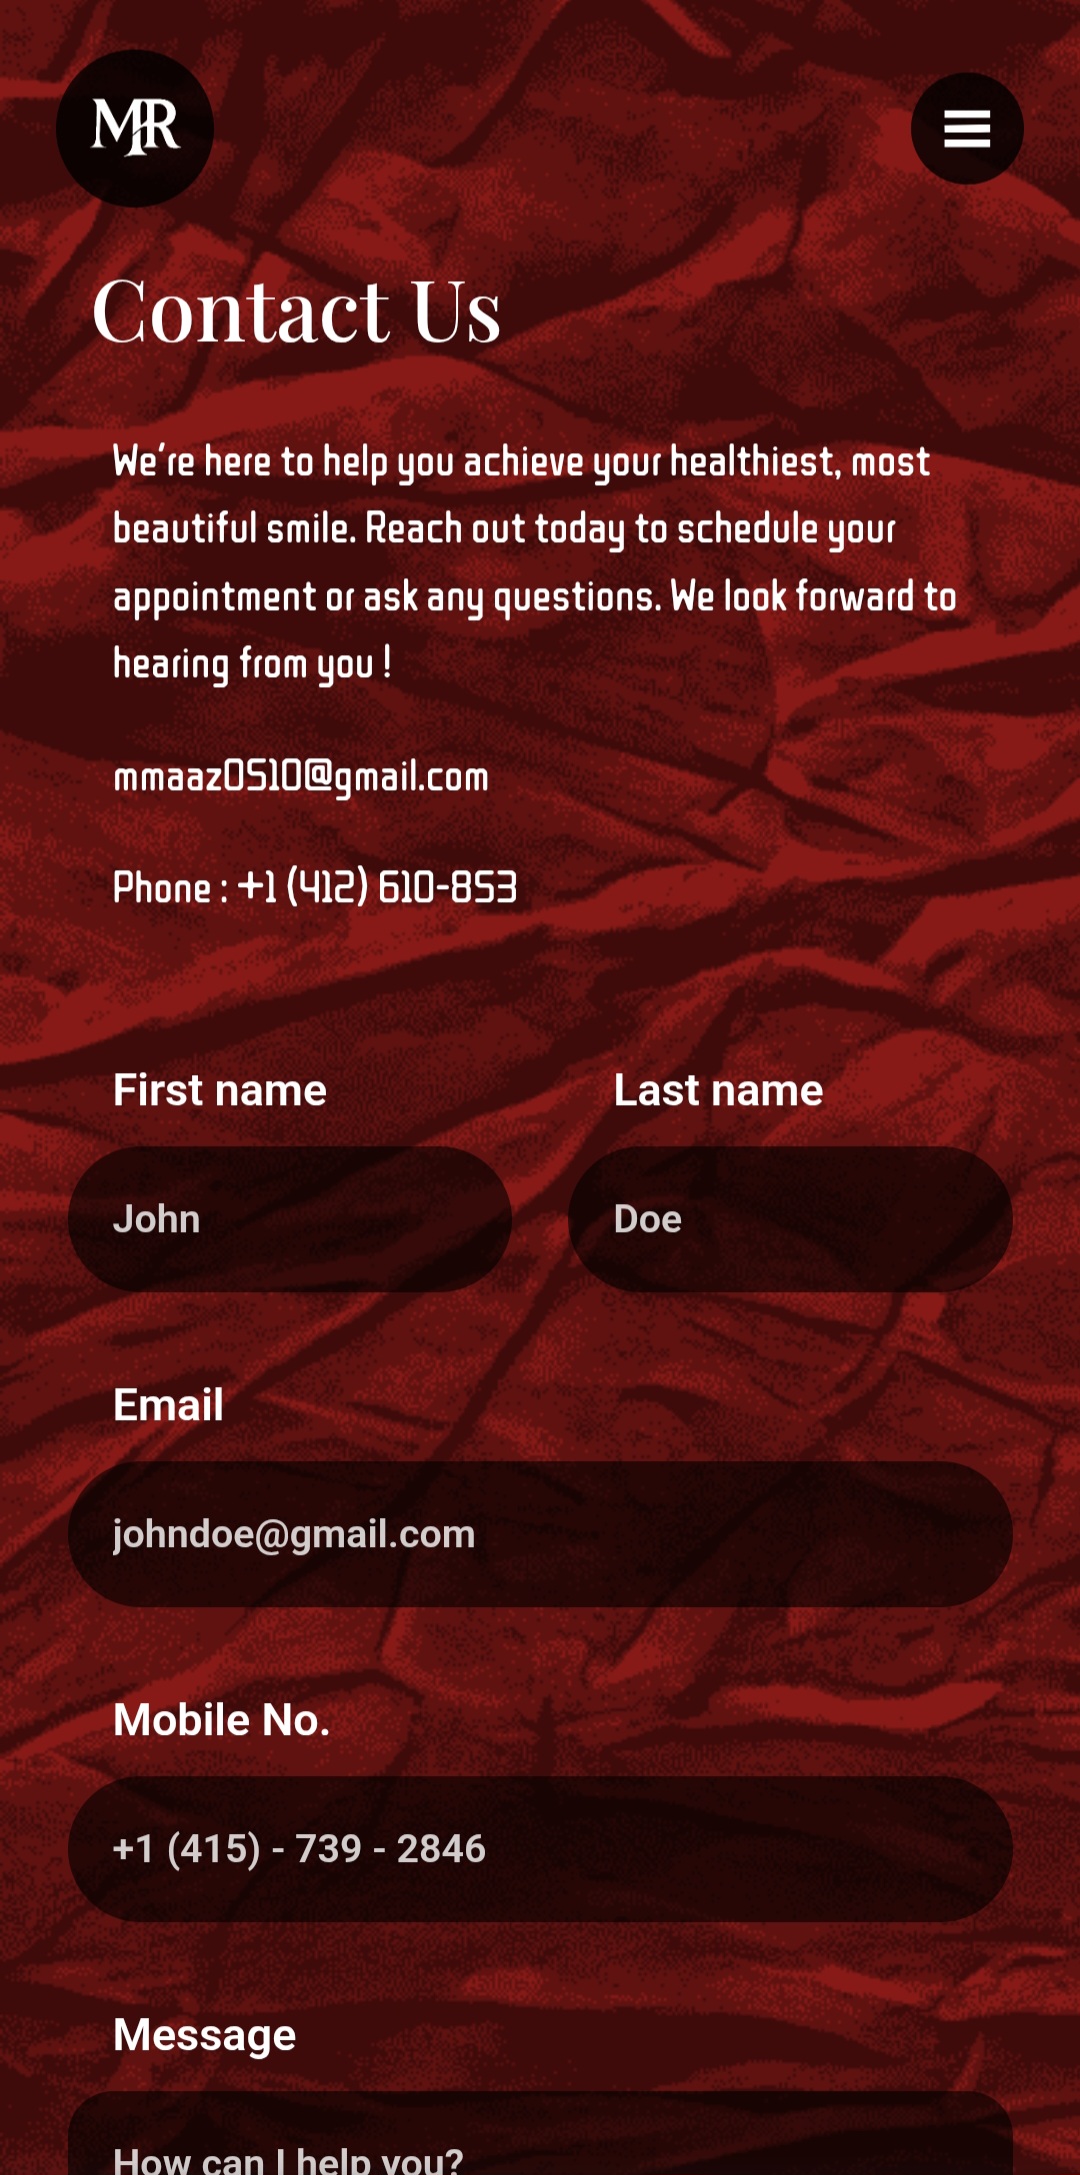 MR
Contact Us
We're here to help you achieve your healthiest, most
beautiful smile. Reach out today to schedule your
appointment or ask any questions. We look forward to
hearing from you !
mmaaz0510@gmail.com
Phone : +1 (412) 610-853
First name Last name
John Doe
Email
johndoe@gmail.com
Mobile No.
+1 (415) - 739 - 2846
Message
How can I help you?